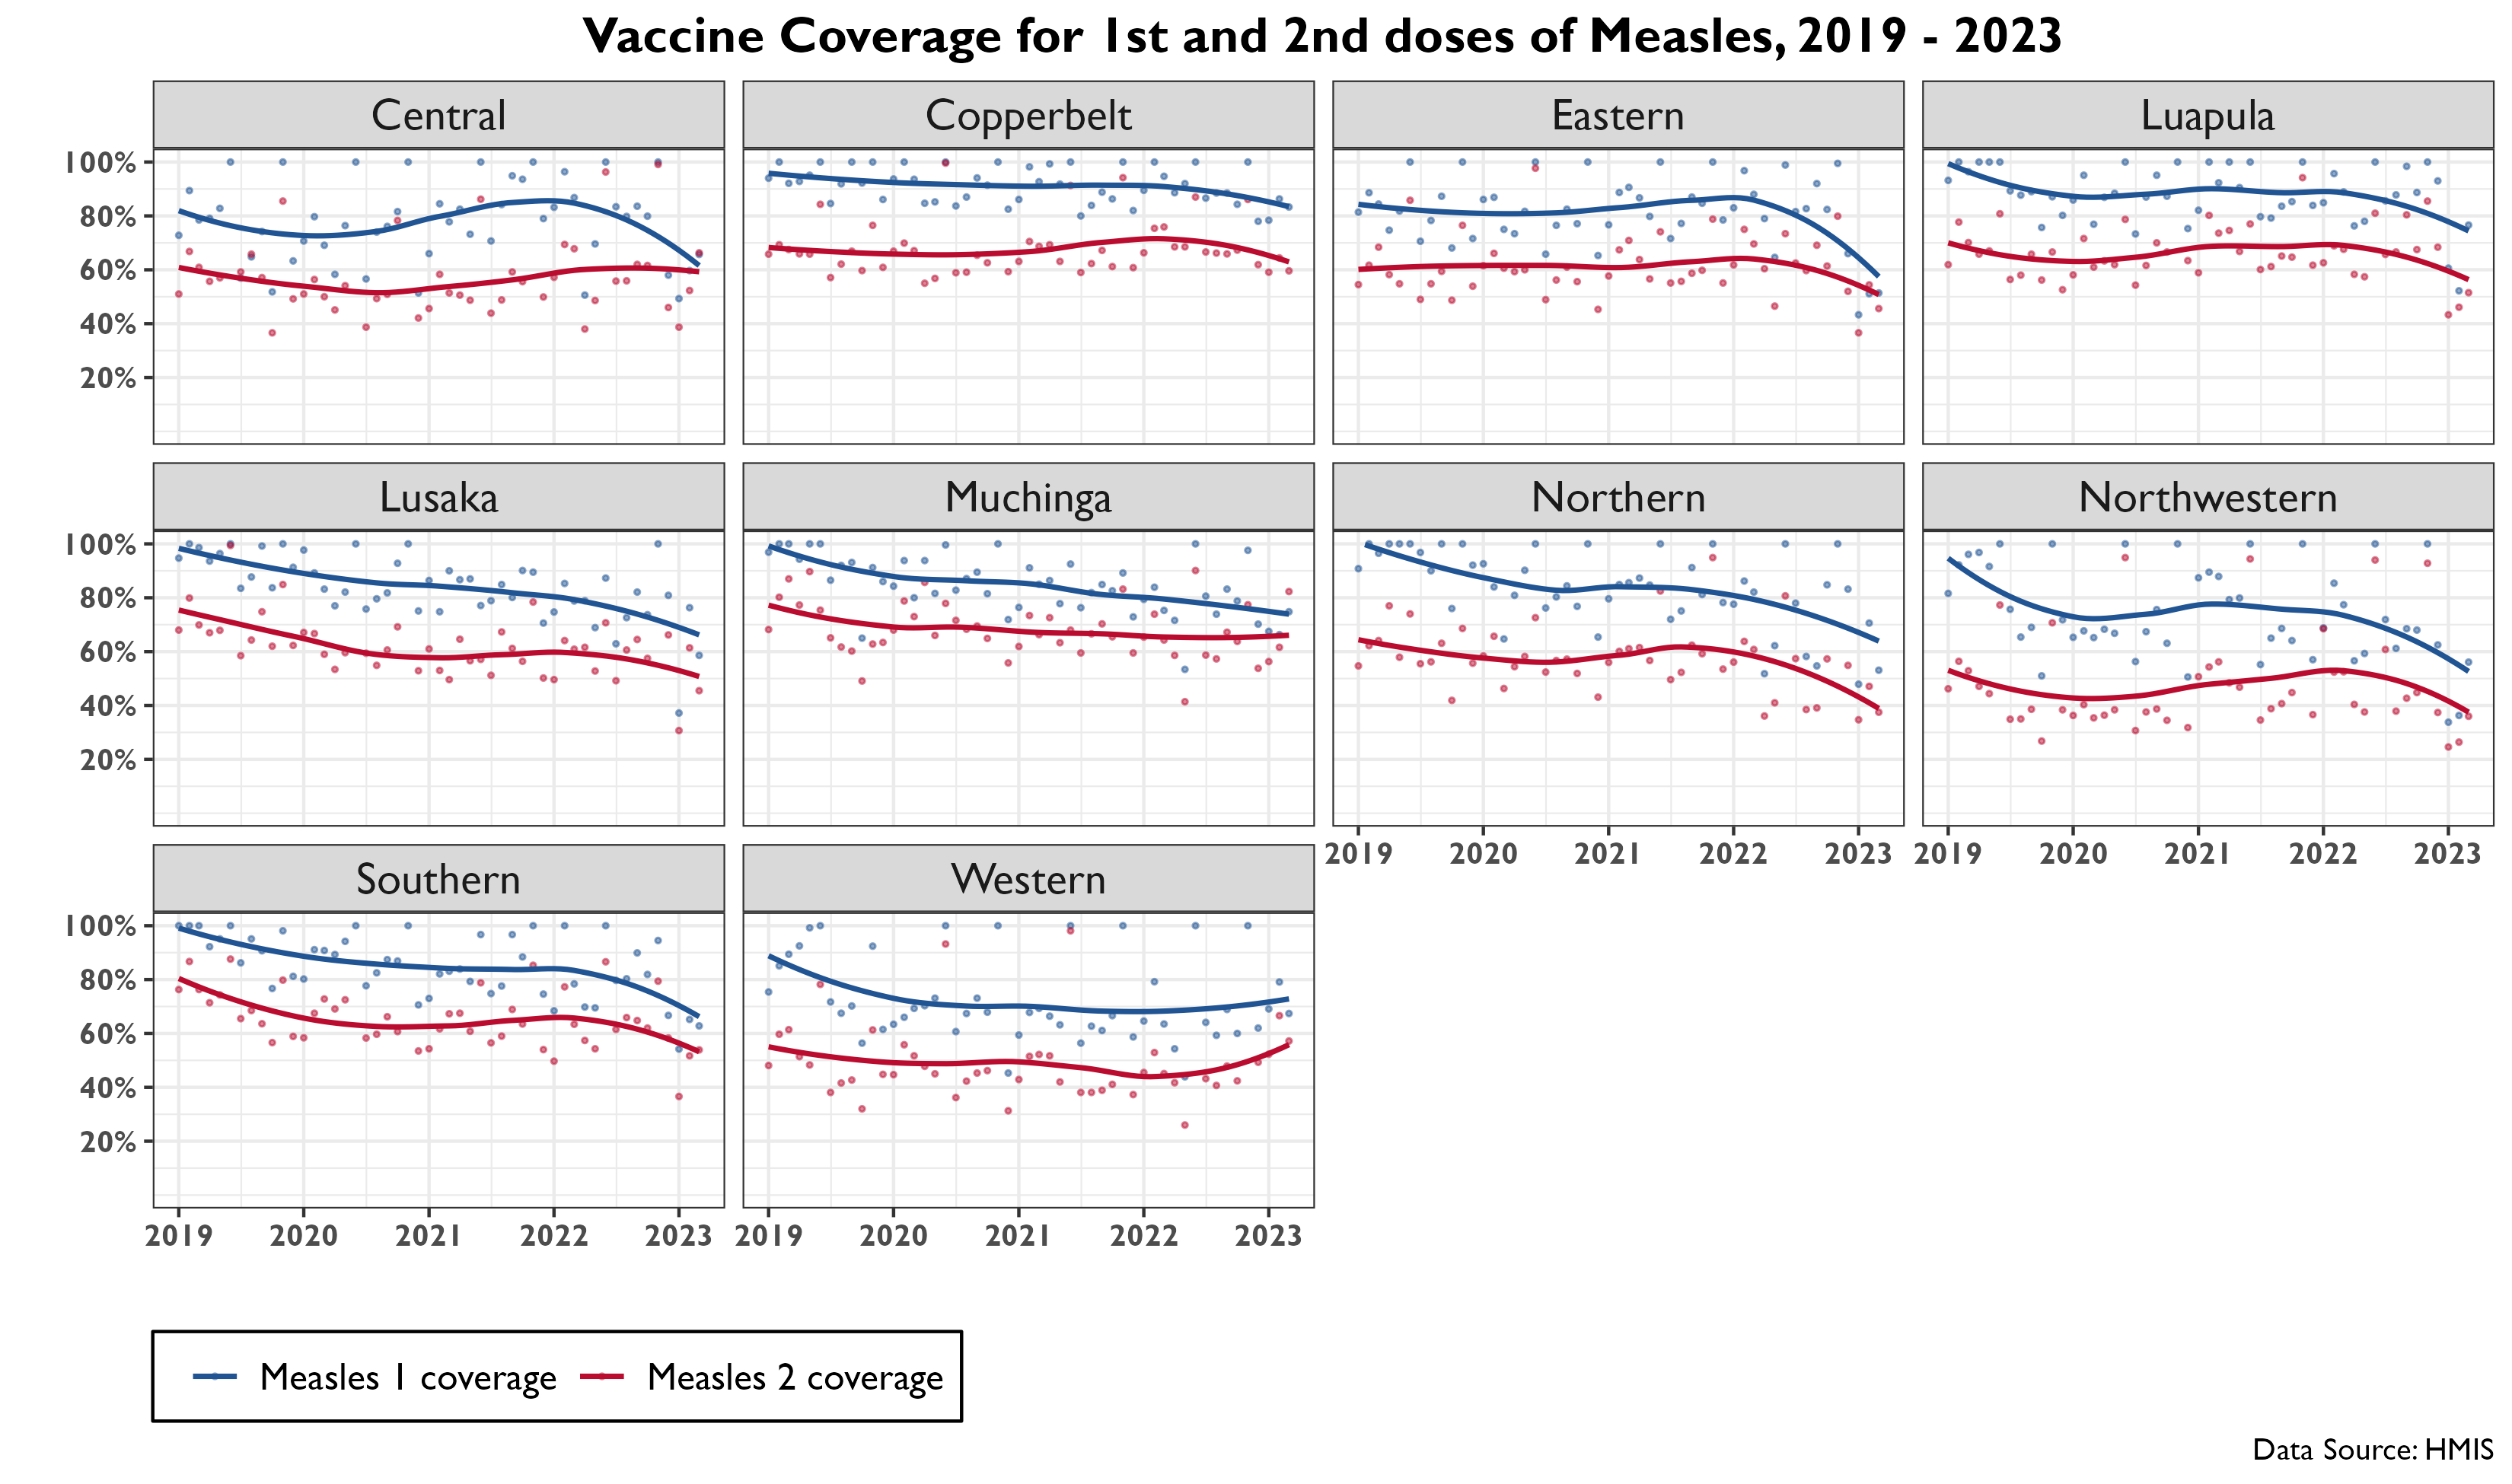 Vaccine Coverage for 1st and 2nd doses of Measles, 2019 - 2023
Central
Copperbelt
Eastern
Luapula
100%
80%
60%
40%
20%
Lusaka
Muchinga
Northern
Northwestern
100%
80%
60%
40%
20%
2019 2020 2021 2022 2023
2019 2020 2021 2022 2023
Southern
Western
100%
80%
60%
40%
20%
2019 2020 2021 2022 2023
2019 2020 2021 2022 2023
Measles 1 coverage
Measles 2 coverage
Data Source: HMIS